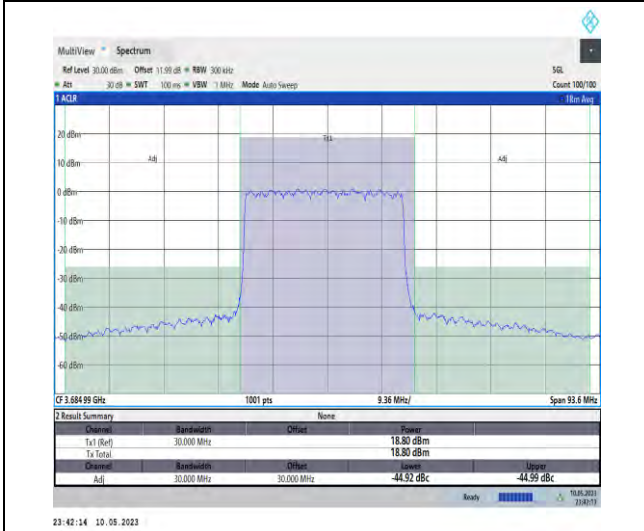 MultiView Spectrum
Ref Level 30.00 dBm Offset 11.99 dB RBW 300 kHz SGL
Att 30 dB SWT 100 ms VBW 1 MHz Mode Auto Sweep Count 100/100
1 ACLR 1Rm Avg
20 dBm
Tx1
10 dBm
Adj Adj
0 dBm
-10 dBm
-20 dBm
-30 dBm
-40 dBm
-50 dBm
-60 dBm
CF 3.684 99 GHz 1001 pts 9.36 MHz/ Span 93.6 MHz
2 Result Summary None
Channel Bandwidth Offset Power
Tx1 (Ref) 30.000 MHz 18.80 dBm
Tx Total 18.80 dBm
Channel Bandwidth Offset Lower Upper
Adj 30.000 MHz 30.000 MHz -44.92 dBc -44.99 dBc
Ready 10.05.2023
23:42:13
23:42:14 10.05.2023